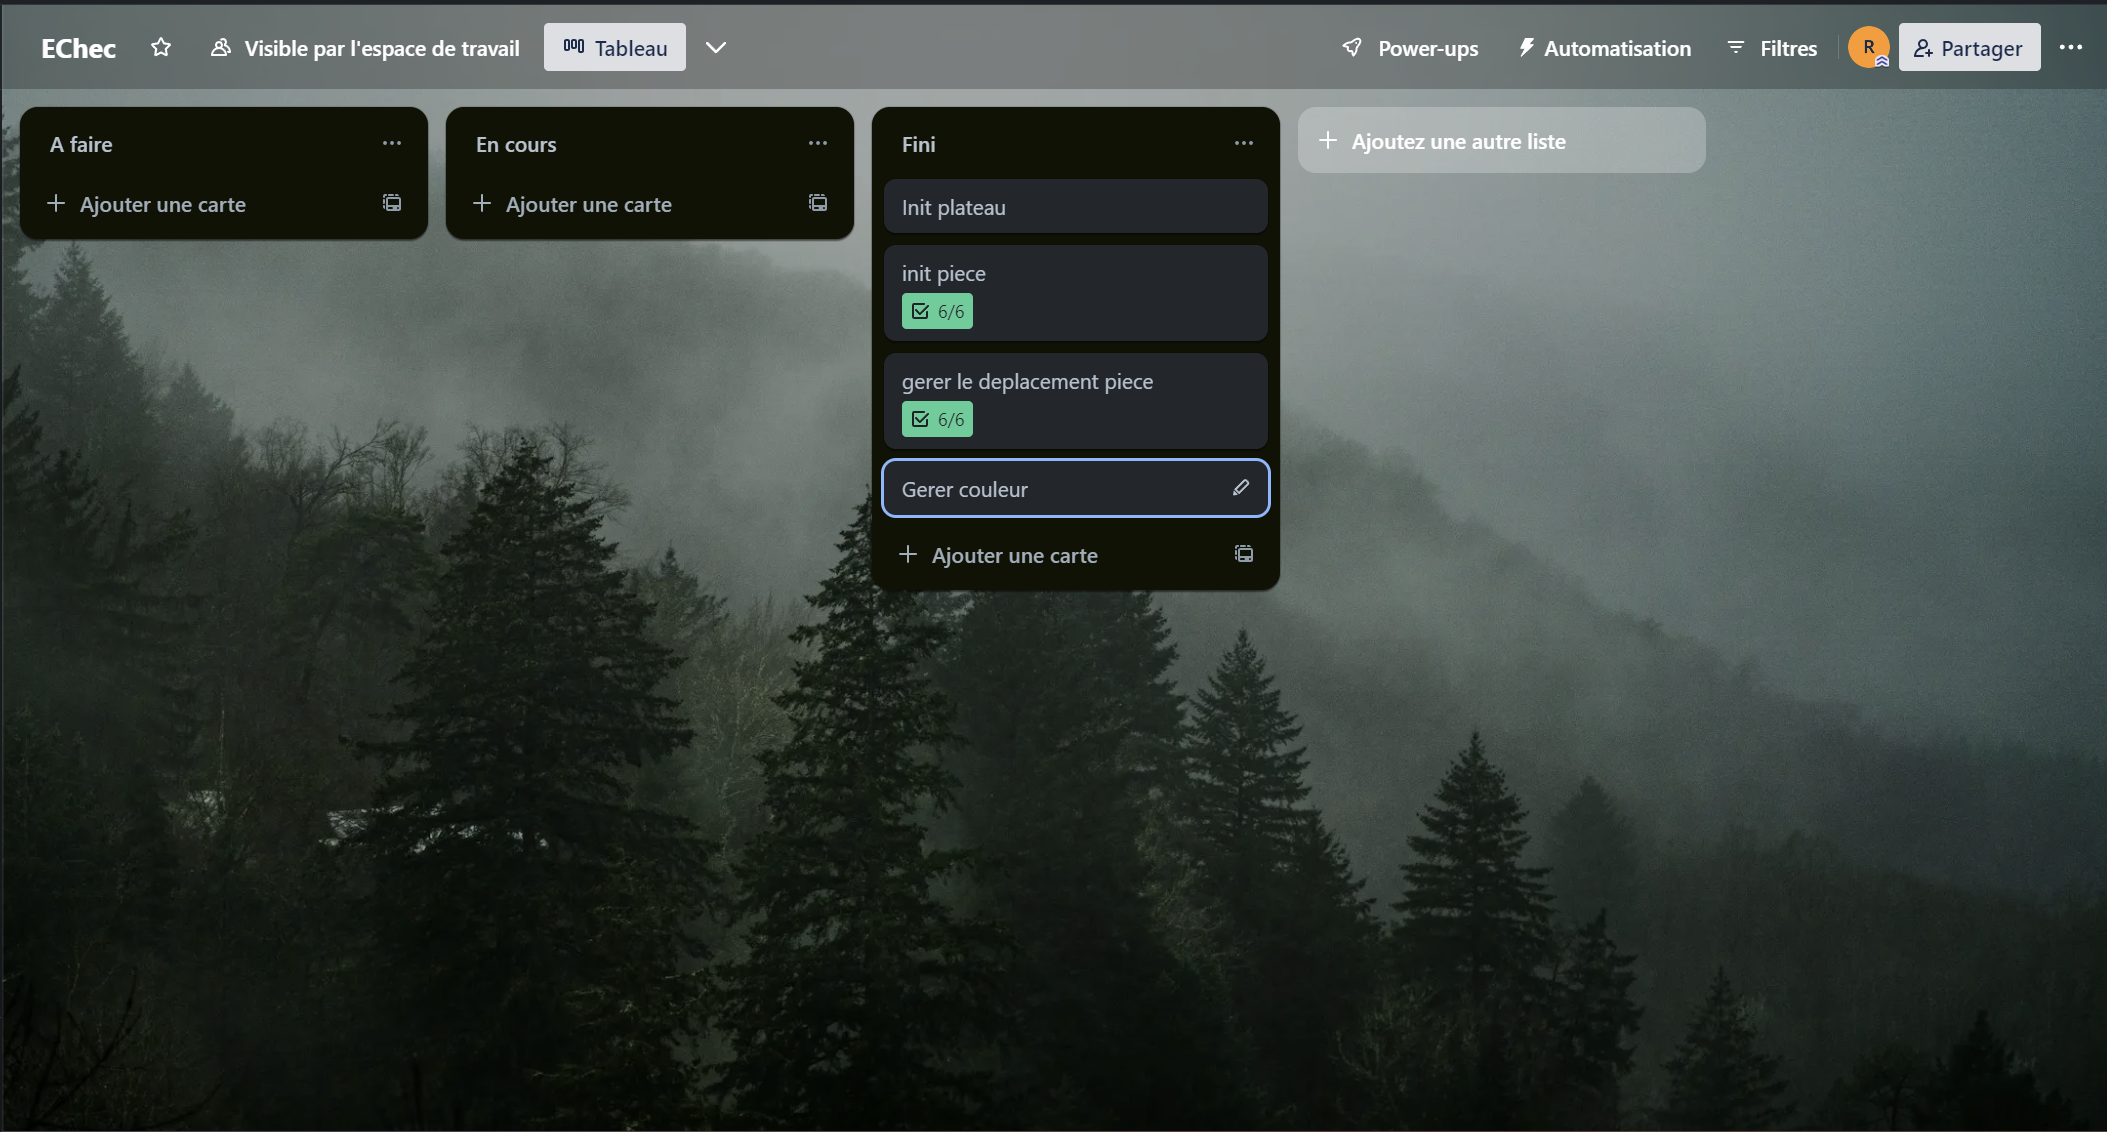 EChec
Visible par l'espace de travail
Tableau
Power-ups
Automatisation
Filtres
R
Partager
A faire
Ajouter une carte
En cours
Ajouter une carte
Fini
Init plateau
init piece
6/6
gerer le deplacement piece
6/6
Gerer couleur
Ajouter une carte
Ajoutez une autre liste